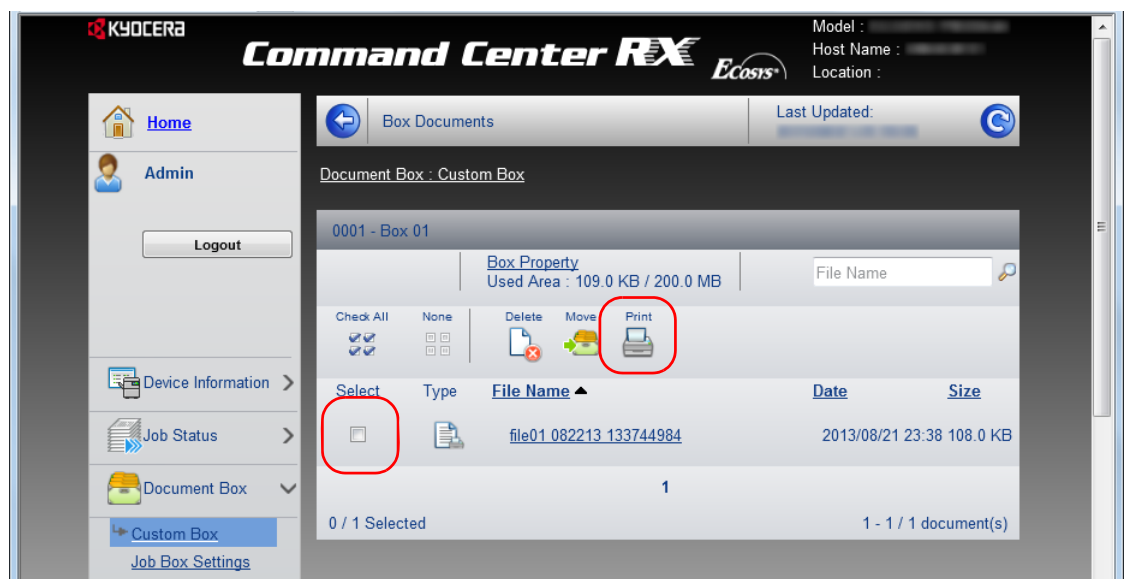 KYOCERA
Command Center RX
Ecosys
Model :
Host Name :
Location :
Home
Admin
Logout
Device Information
Job Status
Document Box
Custom Box
Job Box Settings
Box Documents
Last Updated:
Document Box : Custom Box
0001 - Box 01
Box Property
Used Area : 109.0 KB / 200.0 MB
File Name
Check All None Delete Move Print
Select Type File Name Date Size
file01 082213 133744984 2013/08/21 23:38 108.0 KB
1
0 / 1 Selected 1 - 1 / 1 document(s)